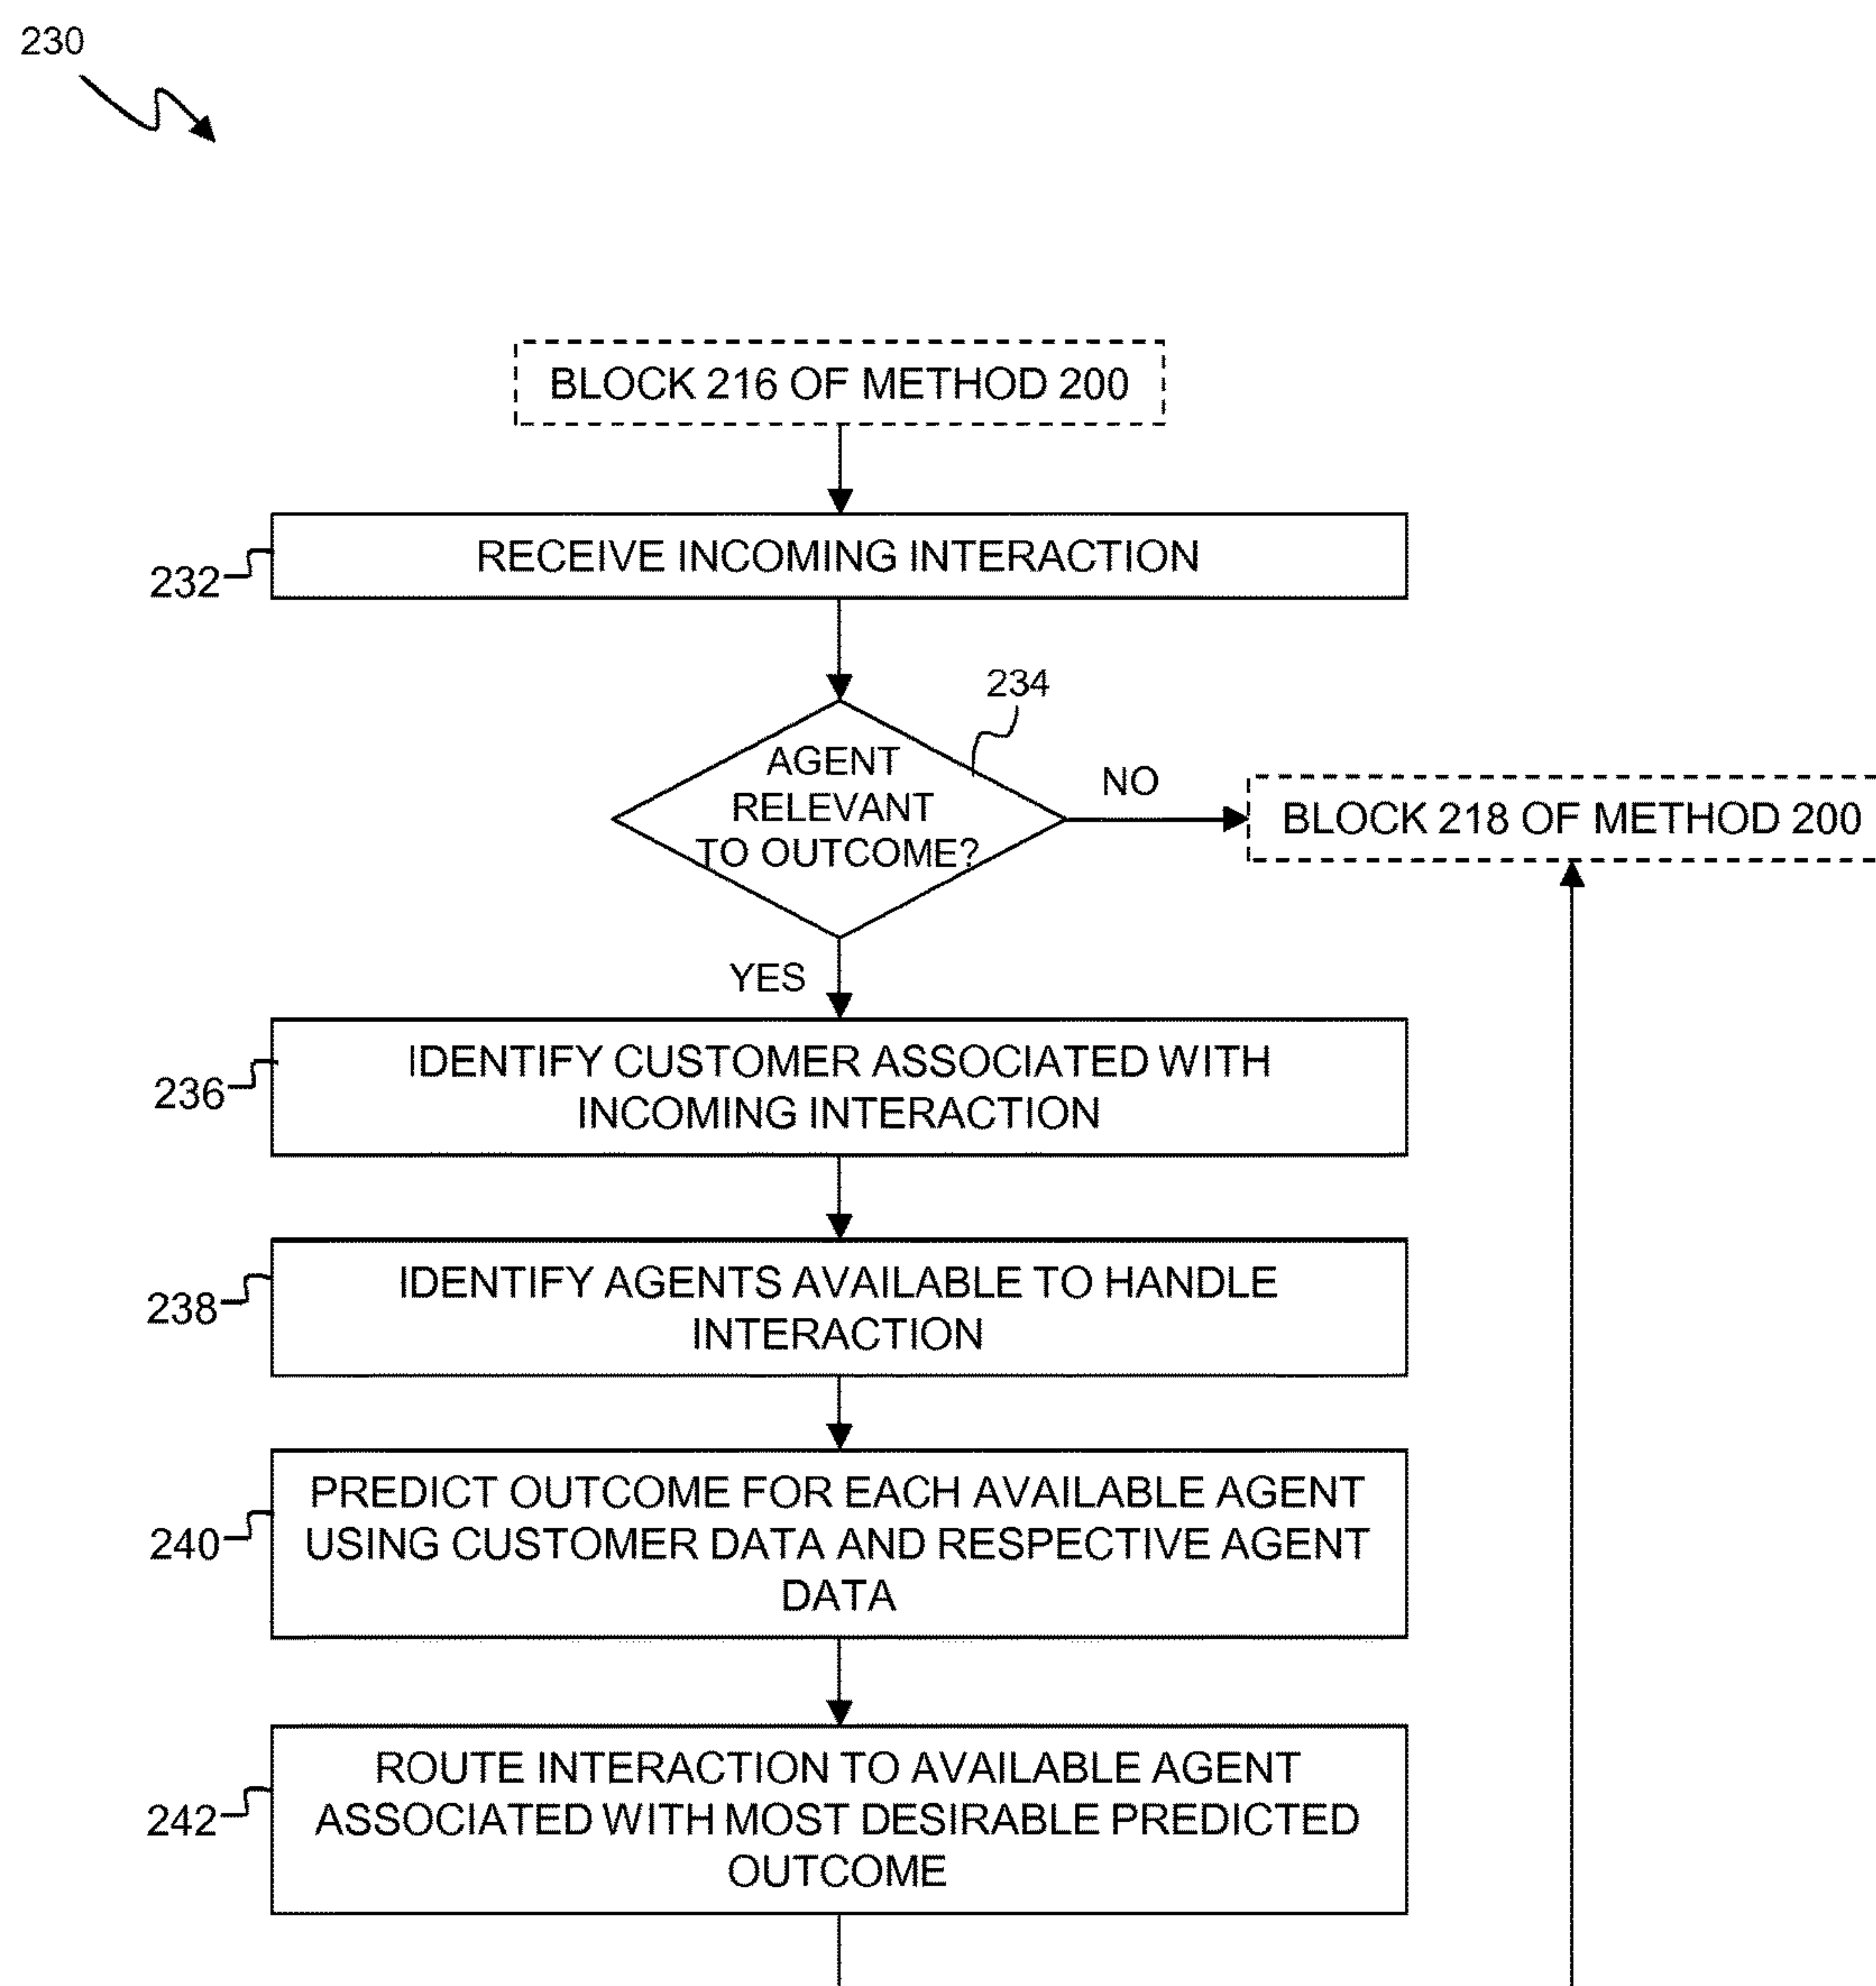 230
BLOCK 216 OF METHOD 200
RECEIVE INCOMING INTERACTION
232
234
AGENT
RELEVANT
TO OUTCOME?
NO
BLOCK 218 OF METHOD 200
YES
IDENTIFY CUSTOMER ASSOCIATED WITH
INCOMING INTERACTION
236
IDENTIFY AGENTS AVAILABLE TO HANDLE
INTERACTION
238
PREDICT OUTCOME FOR EACH AVAILABLE AGENT
USING CUSTOMER DATA AND RESPECTIVE AGENT
DATA
240
ROUTE INTERACTION TO AVAILABLE AGENT
ASSOCIATED WITH MOST DESIRABLE PREDICTED
OUTCOME
242